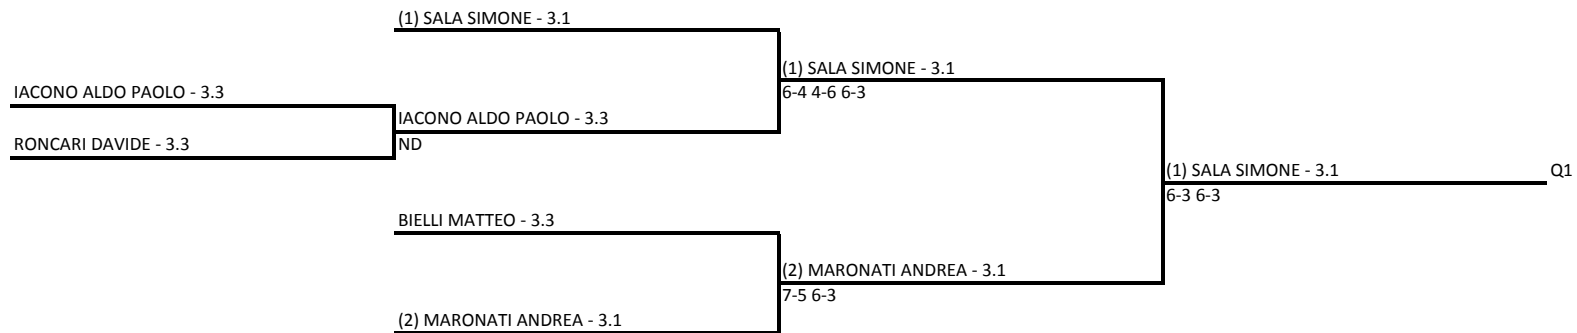 (1) SALA SIMONE - 3.1
(1) SALA SIMONE - 3.1
6-4 4-6 6-3
IACONO ALDO PAOLO - 3.3
IACONO ALDO PAOLO - 3.3
ND
RONCARI DAVIDE - 3.3
(1) SALA SIMONE - 3.1 Q1
6-3 6-3
BIELLI MATTEO - 3.3
(2) MARONATI ANDREA - 3.1
7-5 6-3
(2) MARONATI ANDREA - 3.1